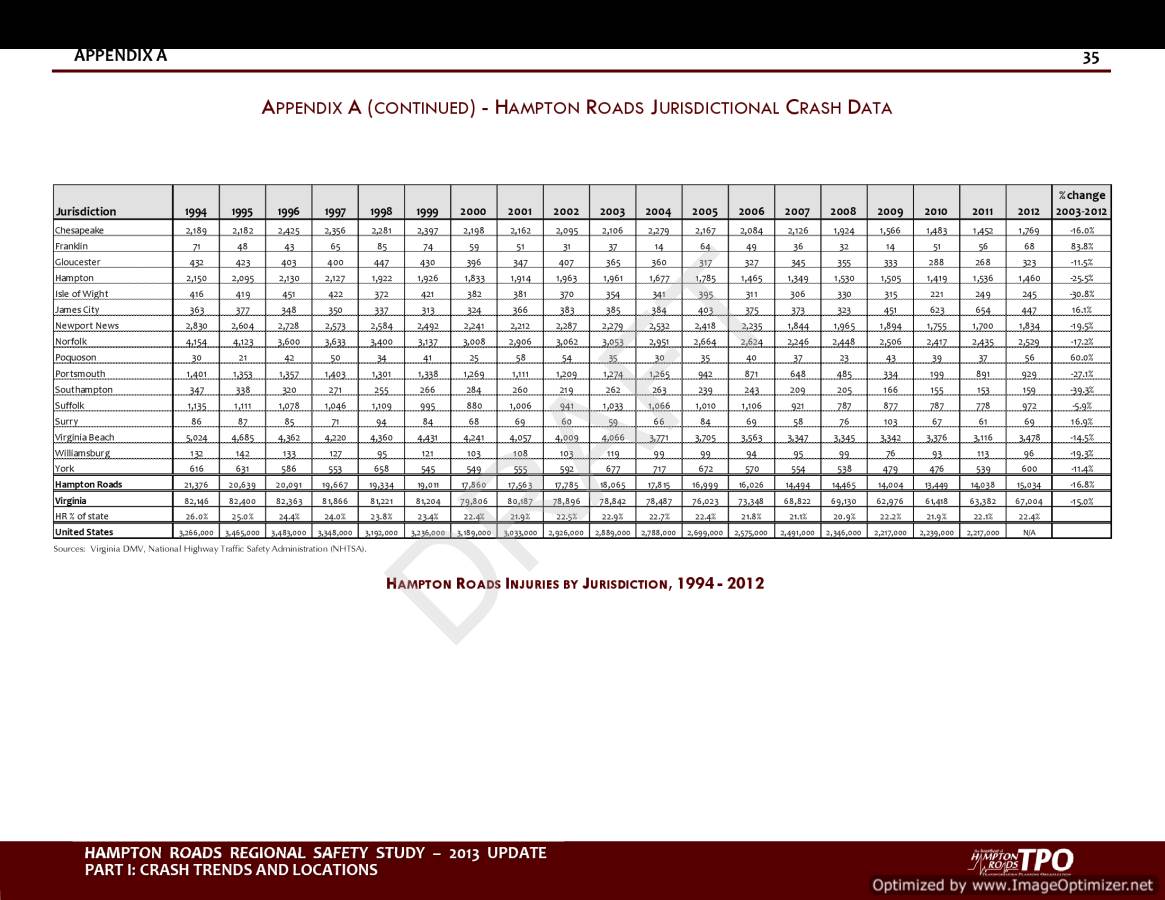 APPENDIX A 35
APPENDIX A (CONTINUED) - HAMPTON ROADS JURISDICTIONAL CRASH DATA
Jurisdiction 1994 1995 1996 1997 1998 1999 2000 2001 2002 2003 2004 2005 2006 2007 2008 2009 2010 2011 2012 % change 2003-2012
Chesapeake 2,189 2,182 2,425 2,356 2,281 2,397 2,198 2,162 2,095 2,106 2,279 2,167 2,084 2,126 1,924 1,566 1,483 1,452 1,769 -16.0%
Franklin 71 48 43 65 85 74 59 51 31 37 14 64 49 36 32 14 51 56 68 83.8%
Gloucester 432 423 403 400 447 430 396 347 407 365 360 317 327 345 355 333 288 268 323 -11.5%
Hampton 2,150 2,095 2,130 2,127 1,922 1,926 1,833 1,914 1,963 1,961 1,677 1,785 1,465 1,349 1,530 1,505 1,419 1,536 1,460 -25.5%
Isle of Wight 416 419 451 422 372 421 382 381 370 354 341 395 311 306 330 315 221 249 245 -30.8%
James City 363 377 348 350 337 313 324 366 383 385 384 403 375 373 323 451 623 654 447 16.1%
Newport News 2,830 2,604 2,728 2,573 2,584 2,492 2,241 2,212 2,287 2,279 2,532 2,418 2,235 1,844 1,965 1,894 1,755 1,700 1,834 -19.5%
Norfolk 4,154 4,123 3,600 3,633 3,400 3,137 3,008 2,906 3,062 3,053 2,951 2,664 2,624 2,246 2,448 2,506 2,417 2,435 2,529 -17.2%
Poquoson 30 21 42 50 34 41 25 58 54 35 30 35 40 37 23 43 39 37 56 60.0%
Portsmouth 1,401 1,353 1,357 1,403 1,301 1,338 1,269 1,111 1,209 1,274 1,265 942 871 648 485 334 199 891 929 -27.1%
Southampton 347 338 320 271 255 266 284 260 219 262 263 239 243 209 205 166 155 153 159 -39.3%
Suffolk 1,135 1,111 1,078 1,046 1,109 995 880 1,006 941 1,033 1,066 1,010 1,106 921 787 877 787 778 972 -5.9%
Surry 86 87 85 71 94 84 68 69 60 59 66 84 69 58 76 103 67 61 69 16.9%
Virginia Beach 5,024 4,685 4,362 4,220 4,360 4,431 4,241 4,057 4,009 4,066 3,771 3,705 3,563 3,347 3,345 3,342 3,376 3,116 3,478 -14.5%
Williamsburg 132 142 133 127 95 121 103 108 103 119 99 99 94 95 99 76 93 113 96 -19.3%
York 616 631 586 553 658 545 549 555 592 677 717 672 570 554 538 479 476 539 600 -11.4%
Hampton Roads 21,376 20,639 20,091 19,667 19,334 19,011 17,860 17,563 17,785 18,065 17,815 16,999 16,026 14,494 14,465 14,004 13,449 14,038 15,034 -16.8%
Virginia 82,146 82,400 82,363 81,866 81,221 81,204 79,806 80,187 78,896 78,842 78,487 76,023 73,348 68,822 69,130 62,976 61,418 63,382 67,004 -15.0%
HR % of state 26.0% 25.0% 24.4% 24.0% 23.8% 23.4% 22.4% 21.9% 22.5% 22.9% 22.7% 22.4% 21.8% 21.1% 20.9% 22.2% 21.9% 22.1% 22.4%
United States 3,266,000 3,465,000 3,483,000 3,348,000 3,192,000 3,236,000 3,189,000 3,033,000 2,926,000 2,889,000 2,788,000 2,699,000 2,575,000 2,491,000 2,346,000 2,217,000 2,239,000 2,217,000 N/A
Sources: Virginia DMV, National Highway Traffic Safety Administration (NHTSA).
HAMPTON ROADS INJURIES BY JURISDICTION, 1994 - 2012
DRAFT
HAMPTON ROADS REGIONAL SAFETY STUDY – 2013 UPDATE
PART I: CRASH TRENDS AND LOCATIONS
HAMPTON ROADS TPO
Optimized by www.ImageOptimizer.net